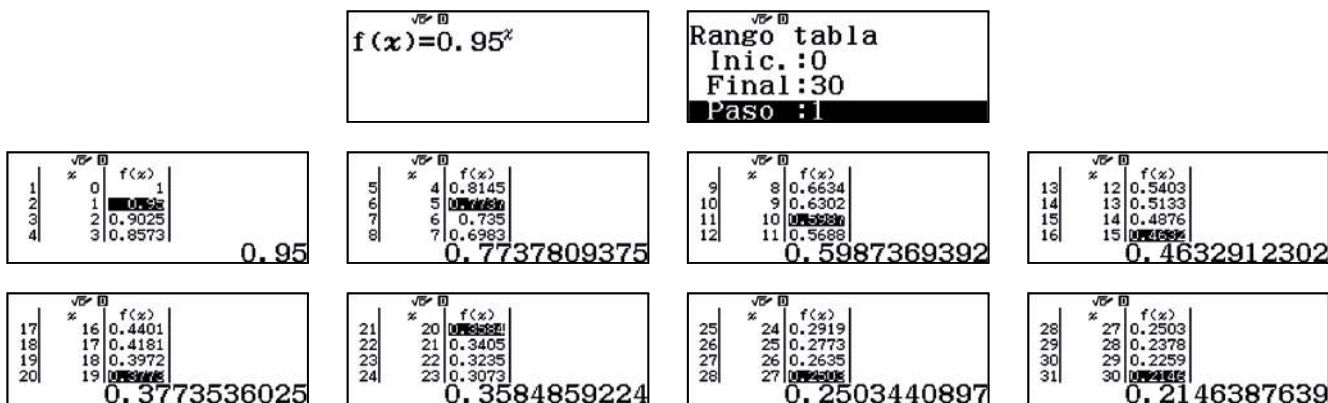 √□/ D
f(x)=0.95ˣ
√□/ D
Rango tabla
Inic.:0
Final:30
Paso :1
√□/ D
x f(x)
1 0 1
2 1 0.95
3 2 0.9025
4 3 0.8573
0.95
√□/ D
x f(x)
5 4 0.8145
6 5 0.7737
7 6 0.735
8 7 0.6983
0.7737809375
√□/ D
x f(x)
9 8 0.6634
10 9 0.6302
11 10 0.5987
12 11 0.5688
0.5987369392
√□/ D
x f(x)
13 12 0.5403
14 13 0.5133
15 14 0.4876
16 15 0.4632
0.4632912302
√□/ D
x f(x)
17 16 0.4401
18 17 0.4181
19 18 0.3972
20 19 0.3773
0.3773536025
√□/ D
x f(x)
21 20 0.3584
22 21 0.3405
23 22 0.3235
24 23 0.3073
0.3584859224
√□/ D
x f(x)
25 24 0.2919
26 25 0.2773
27 26 0.2635
28 27 0.2503
0.2503440897
√□/ D
x f(x)
28 27 0.2503
29 28 0.2378
30 29 0.2259
31 30 0.2146
0.2146387639